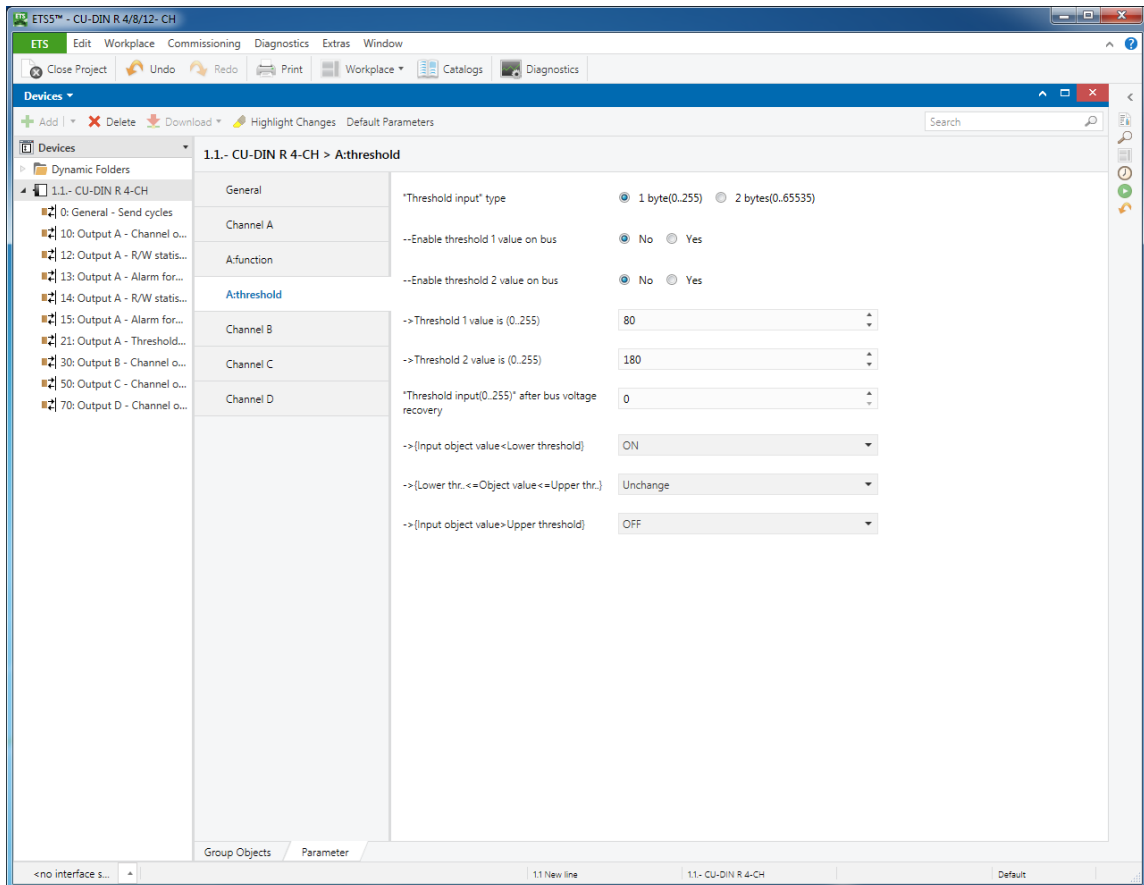 ETS5™ - CU-DIN R 4/8/12- CH
ETS Edit Workplace Commissioning Diagnostics Extras Window
Close Project Undo Redo Print Workplace Catalogs Diagnostics
Devices
Add Delete Download Highlight Changes Default Parameters Search
Devices
Dynamic Folders
1.1.- CU-DIN R 4-CH
0: General - Send cycles
10: Output A - Channel o...
12: Output A - R/W statis...
13: Output A - Alarm for...
14: Output A - R/W statis...
15: Output A - Alarm for...
21: Output A - Threshold...
30: Output B - Channel o...
50: Output C - Channel o...
70: Output D - Channel o...
1.1.- CU-DIN R 4-CH > A:threshold
General
Channel A
A:function
A:threshold
Channel B
Channel C
Channel D
"Threshold input" type 1 byte(0..255) 2 bytes(0..65535)
--Enable threshold 1 value on bus No Yes
--Enable threshold 2 value on bus No Yes
->Threshold 1 value is (0..255) 80
->Threshold 2 value is (0..255) 180
"Threshold input(0..255)" after bus voltage
recovery 0
->{Input object value<Lower threshold} ON
->{Lower thr..<=Object value<=Upper thr..} Unchange
->{Input object value>Upper threshold} OFF
Group Objects Parameter
<no interface s... 1.1 New line 1.1.- CU-DIN R 4-CH Default